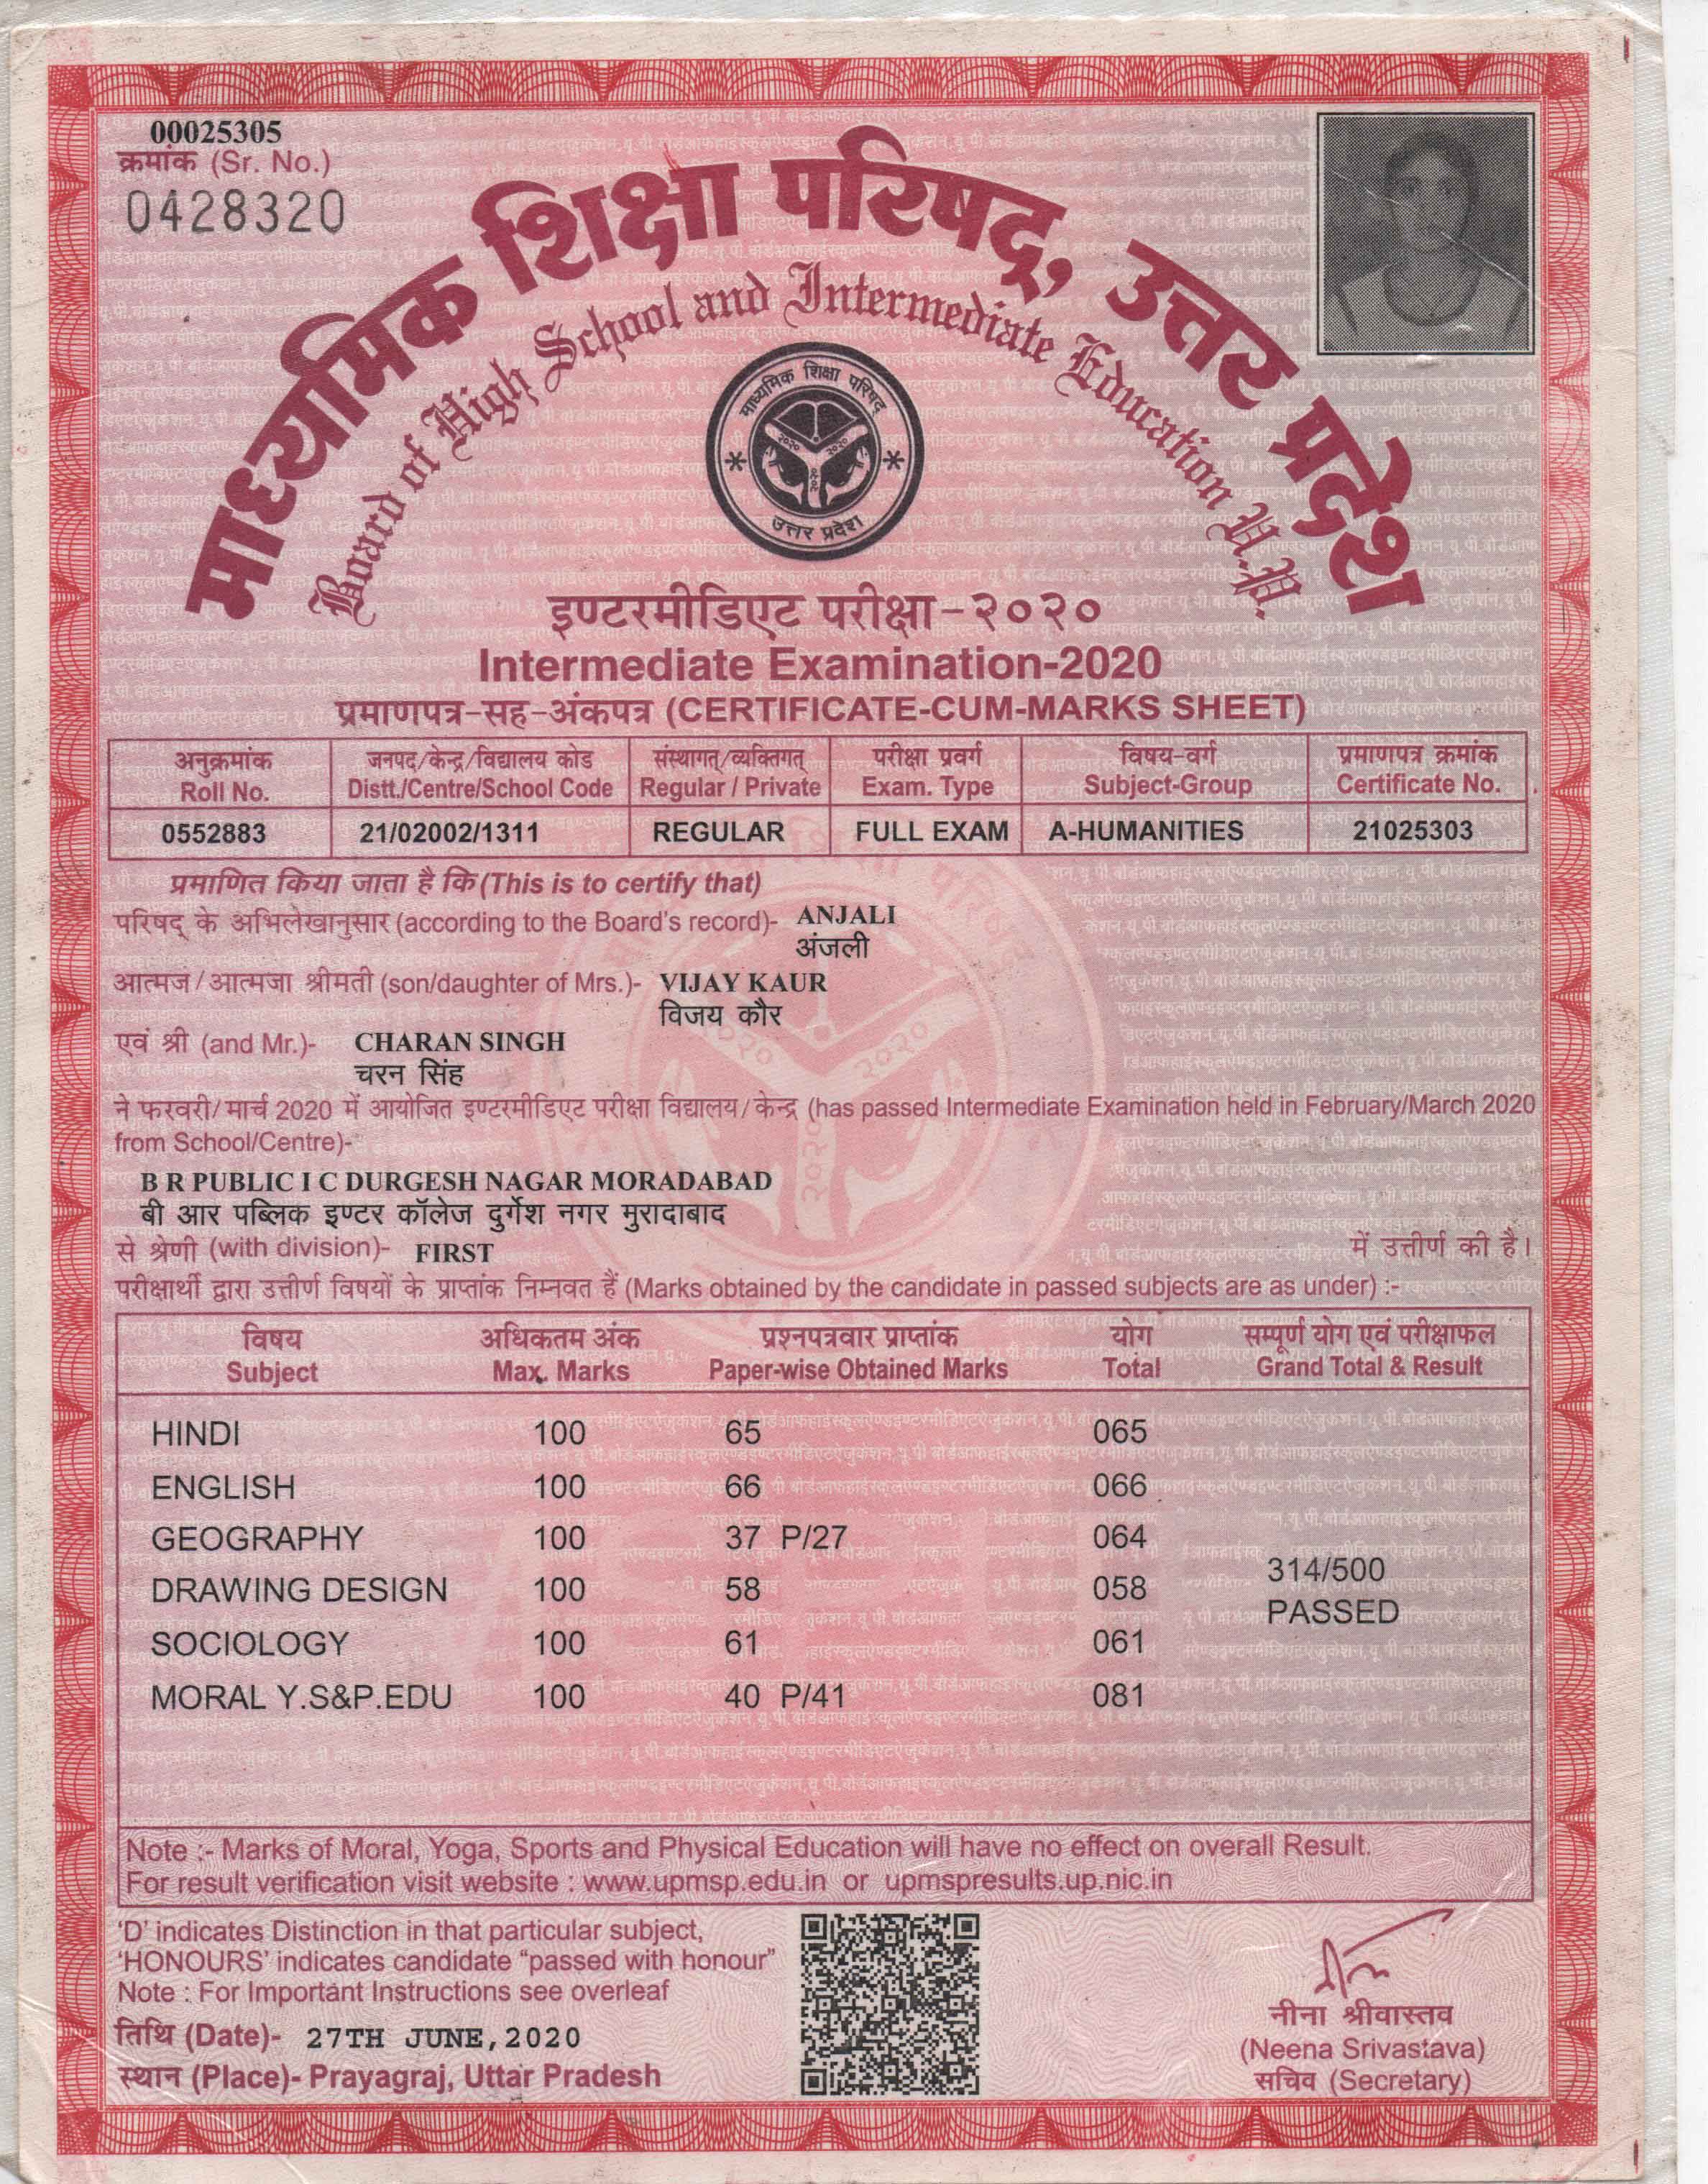 00025305
क्रमांक (Sr. No.)
0428320
माध्यमिक शिक्षा परिषद्, उत्तर प्रदेश
Board of High School and Intermediate Education U.P.
माध्यमिक शिक्षा परिषद
उत्तर प्रदेश
इण्टरमीडिएट परीक्षा-२०२०
Intermediate Examination-2020
प्रमाणपत्र-सह-अंकपत्र (CERTIFICATE-CUM-MARKS SHEET)
अनुक्रमांक जनपद/केन्द्र/विद्यालय कोड संस्थागत्/व्यक्तिगत् परीक्षा प्रवर्ग विषय-वर्ग प्रमाणपत्र क्रमांक
Roll No. Distt./Centre/School Code Regular / Private Exam. Type Subject-Group Certificate No.
0552883 21/02002/1311 REGULAR FULL EXAM A-HUMANITIES 21025303
प्रमाणित किया जाता है कि (This is to certify that)
परिषद् के अभिलेखानुसार (according to the Board's record)- ANJALI
अंजली
आत्मज/आत्मजा श्रीमती (son/daughter of Mrs.)- VIJAY KAUR
विजय कौर
एवं श्री (and Mr.)- CHARAN SINGH
चरन सिंह
ने फरवरी/मार्च 2020 में आयोजित इण्टरमीडिएट परीक्षा विद्यालय/केन्द्र (has passed Intermediate Examination held in February/March 2020
from School/Centre)-
B R PUBLIC I C DURGESH NAGAR MORADABAD
बी आर पब्लिक इण्टर कॉलेज दुर्गेश नगर मुरादाबाद
से श्रेणी (with division)- FIRST में उत्तीर्ण की है।
परीक्षार्थी द्वारा उत्तीर्ण विषयों के प्राप्तांक निम्नवत हैं (Marks obtained by the candidate in passed subjects are as under) :-
विषय अधिकतम अंक प्रश्नपत्रवार प्राप्तांक योग सम्पूर्ण योग एवं परीक्षाफल
Subject Max. Marks Paper-wise Obtained Marks Total Grand Total & Result
HINDI 100 65 065
ENGLISH 100 66 066
GEOGRAPHY 100 37 P/27 064
314/500
DRAWING DESIGN 100 58 058
PASSED
SOCIOLOGY 100 61 061
MORAL Y.S&P.EDU 100 40 P/41 081
Note :- Marks of Moral, Yoga, Sports and Physical Education will have no effect on overall Result.
For result verification visit website : www.upmsp.edu.in or upmspresults.up.nic.in
'D' indicates Distinction in that particular subject,
'HONOURS' indicates candidate "passed with honour"
Note : For Important Instructions see overleaf
तिथि (Date)- 27TH JUNE, 2020
स्थान (Place)- Prayagraj, Uttar Pradesh
नीना श्रीवास्तव
(Neena Srivastava)
सचिव (Secretary)